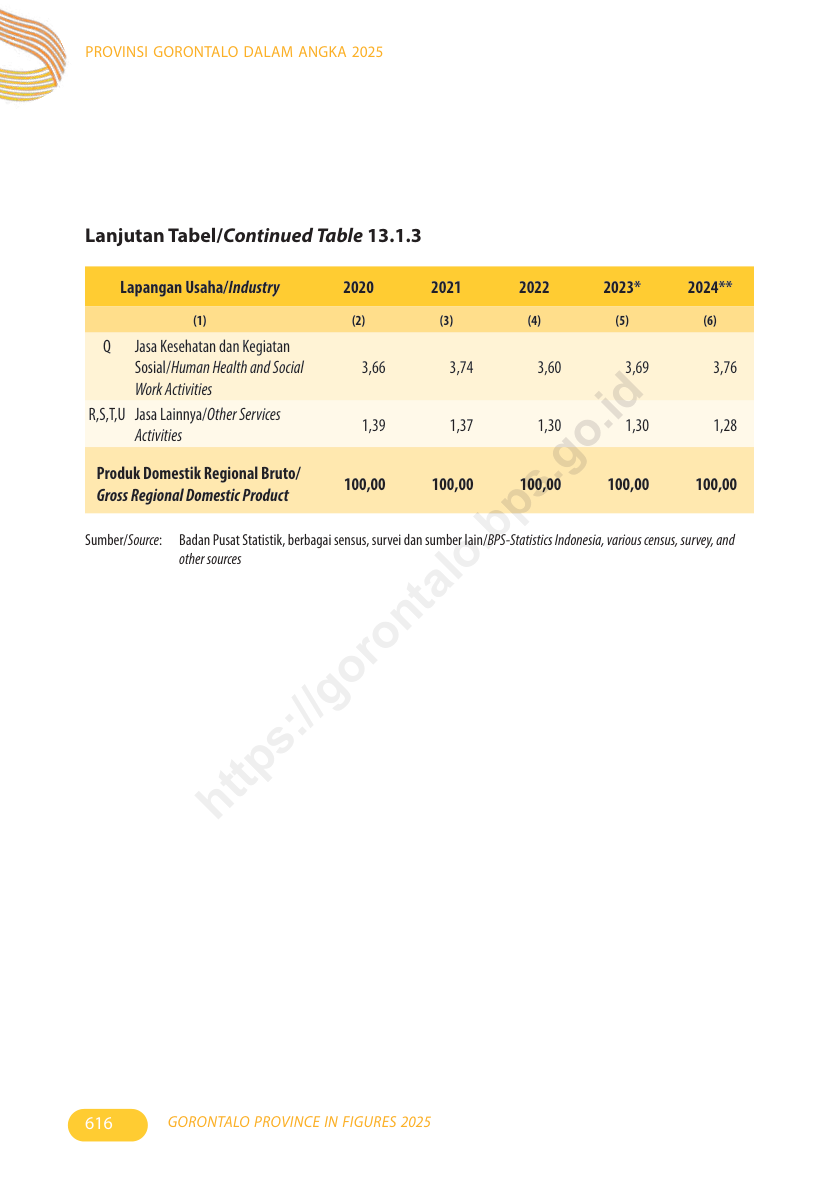 PROVINSI GORONTALO DALAM ANGKA 2025
Lanjutan Tabel/Continued Table 13.1.3
Lapangan Usaha/Industry 2020 2021 2022 2023* 2024**
(1) (2) (3) (4) (5) (6)
Q Jasa Kesehatan dan Kegiatan
Sosial/Human Health and Social 3,66 3,74 3,60 3,69 3,76
Work Activities
R,S,T,U Jasa Lainnya/Other Services
Activities 1,39 1,37 1,30 1,30 1,28
Produk Domestik Regional Bruto/
Gross Regional Domestic Product 100,00 100,00 100,00 100,00 100,00
Sumber/Source: Badan Pusat Statistik, berbagai sensus, survei dan sumber lain/BPS-Statistics Indonesia, various census, survey, and
other sources
https://gorontalo.bps.go.id
616 GORONTALO PROVINCE IN FIGURES 2025